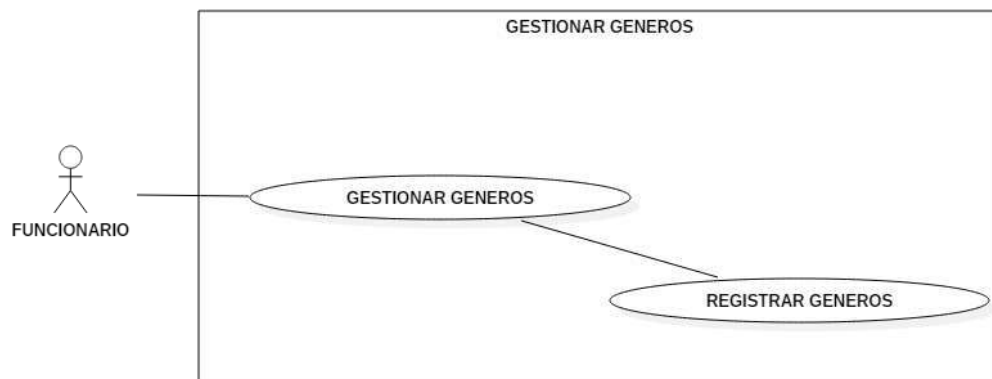 GESTIONAR GENEROS
GESTIONAR GENEROS
FUNCIONARIO
REGISTRAR GENEROS